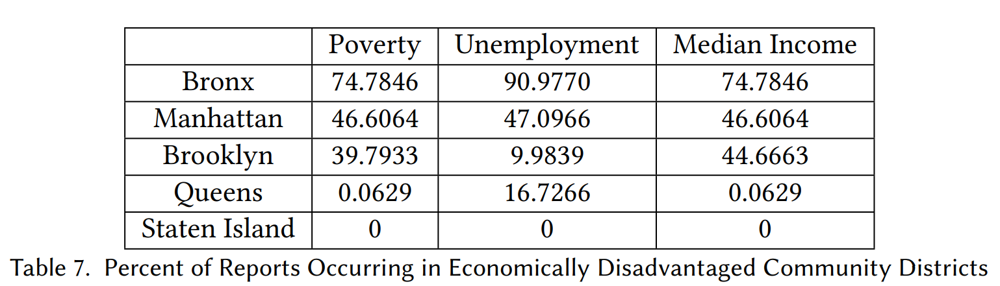 Poverty Unemployment Median Income
Bronx 74.7846 90.9770 74.7846
Manhattan 46.6064 47.0966 46.6064
Brooklyn 39.7933 9.9839 44.6663
Queens 0.0629 16.7266 0.0629
Staten Island 0 0 0
Table 7. Percent of Reports Occurring in Economically Disadvantaged Community Districts